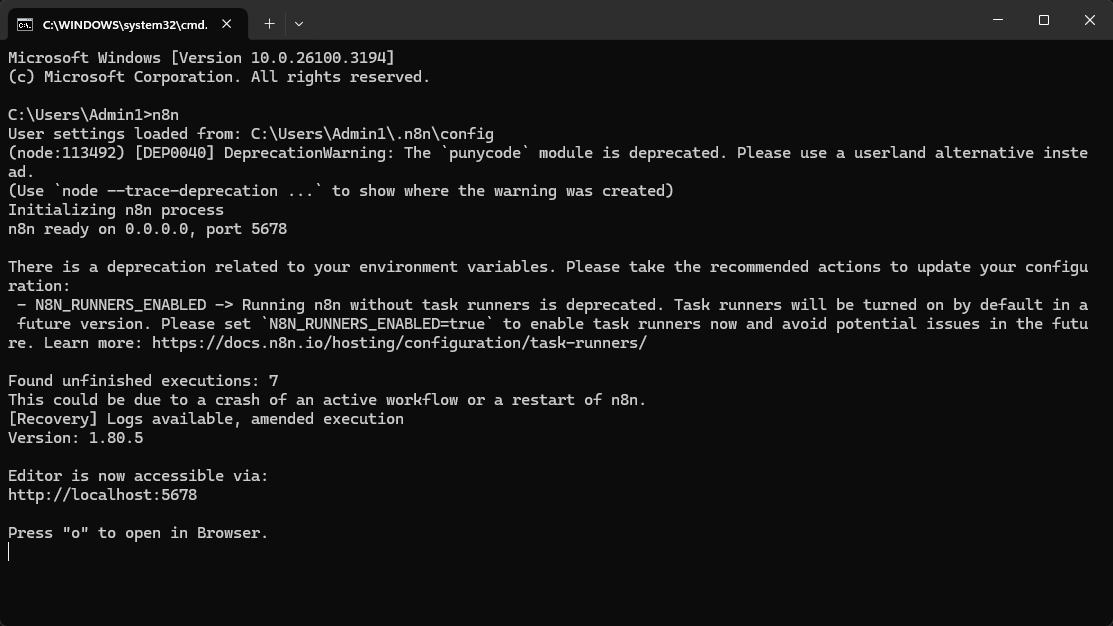 C:\WINDOWS\system32\cmd.
Microsoft Windows [Version 10.0.26100.3194]
(c) Microsoft Corporation. All rights reserved.
C:\Users\Admin1>n8n
User settings loaded from: C:\Users\Admin1\.n8n\config
(node:113492) [DEP0040] DeprecationWarning: The `punycode` module is deprecated. Please use a userland alternative inste
ad.
(Use `node --trace-deprecation ...` to show where the warning was created)
Initializing n8n process
n8n ready on 0.0.0.0, port 5678
There is a deprecation related to your environment variables. Please take the recommended actions to update your configu
ration:
 - N8N_RUNNERS_ENABLED -> Running n8n without task runners is deprecated. Task runners will be turned on by default in a
 future version. Please set `N8N_RUNNERS_ENABLED=true` to enable task runners now and avoid potential issues in the futu
re. Learn more: https://docs.n8n.io/hosting/configuration/task-runners/
Found unfinished executions: 7
This could be due to a crash of an active workflow or a restart of n8n.
[Recovery] Logs available, amended execution
Version: 1.80.5
Editor is now accessible via:
http://localhost:5678
Press "o" to open in Browser.